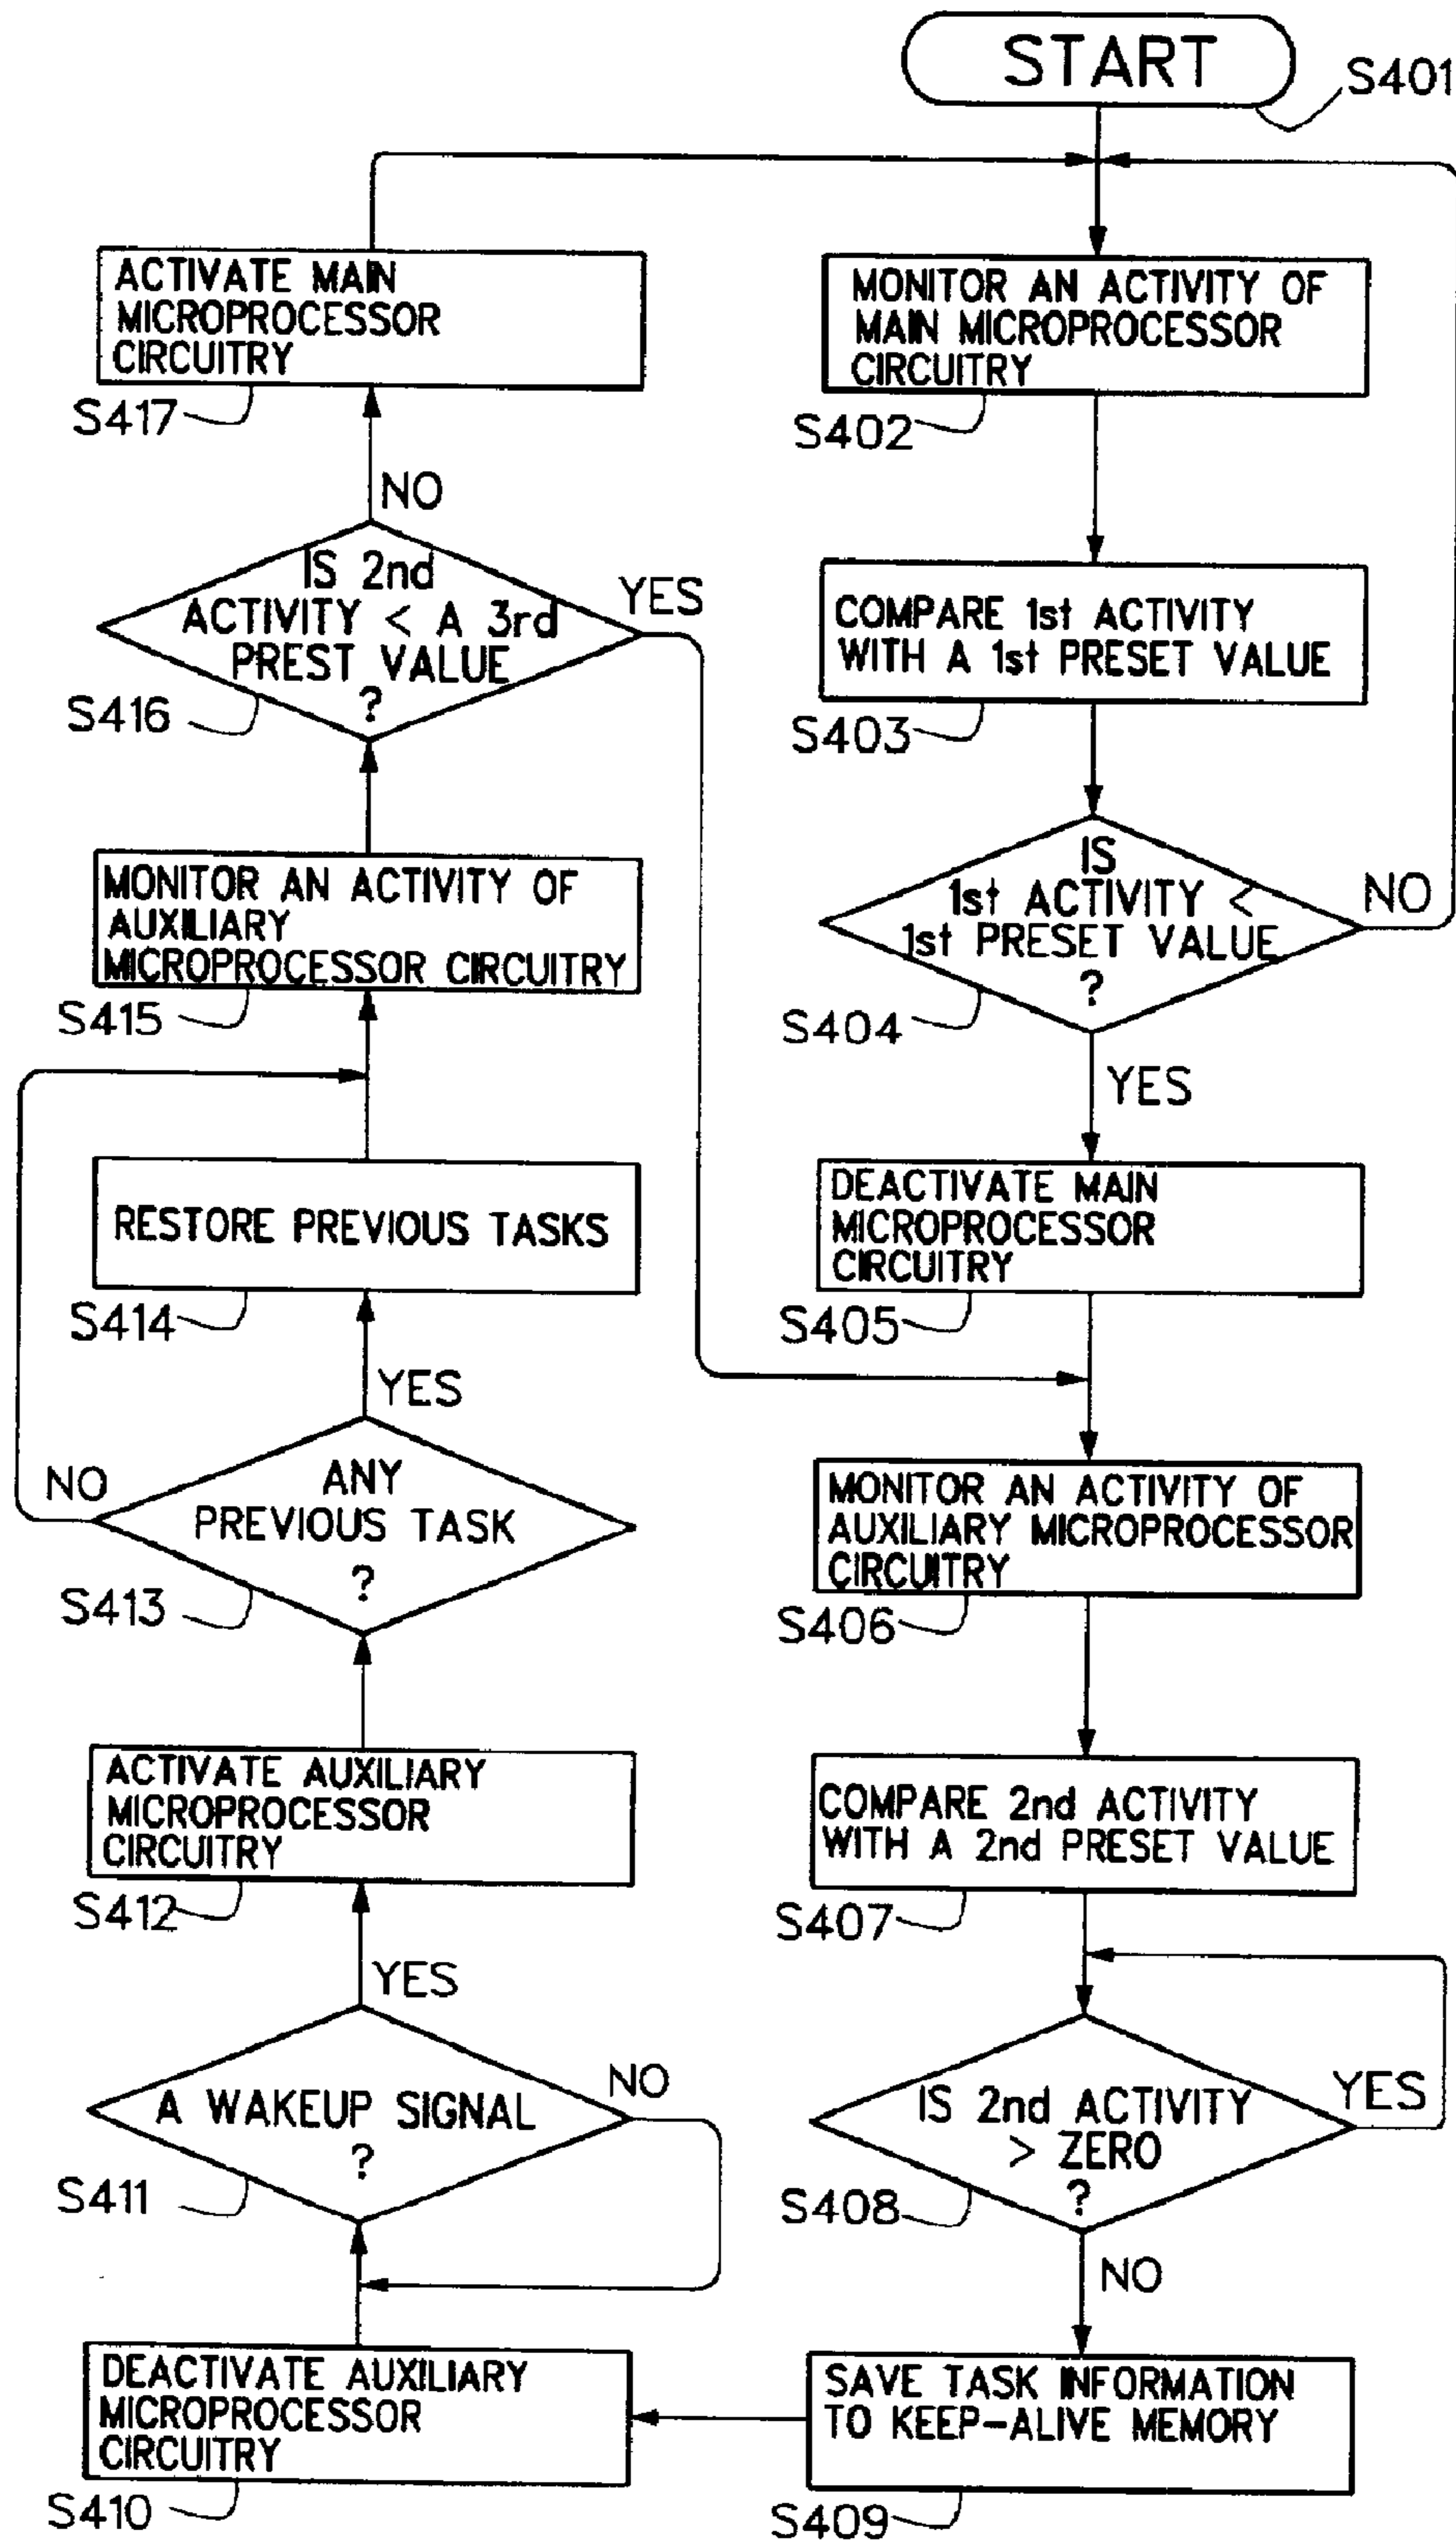 START
S401
MONITOR AN ACTIVITY OF
MAIN MICROPROCESSOR
CIRCUITRY
S402
COMPARE 1st ACTIVITY
WITH A 1st PRESET VALUE
S403
IS
1st ACTIVITY <
1st PRESET VALUE
?
NO
S404
YES
DEACTIVATE MAIN
MICROPROCESSOR
CIRCUITRY
S405
MONITOR AN ACTIVITY OF
AUXILIARY MICROPROCESSOR
CIRCUITRY
S406
COMPARE 2nd ACTIVITY
WITH A 2nd PRESET VALUE
S407
IS 2nd ACTIVITY
> ZERO
?
YES
S408
NO
SAVE TASK INFORMATION
TO KEEP-ALIVE MEMORY
S409
DEACTIVATE AUXILIARY
MICROPROCESSOR
CIRCUITRY
S410
A WAKEUP SIGNAL
?
NO
S411
YES
ACTIVATE AUXILIARY
MICROPROCESSOR
CIRCUITRY
S412
ANY
PREVIOUS TASK
?
NO
S413
YES
RESTORE PREVIOUS TASKS
S414
MONITOR AN ACTIVITY OF
AUXILIARY
MICROPROCESSOR CIRCUITRY
S415
IS 2nd
ACTIVITY < A 3rd
PREST VALUE
?
YES
S416
NO
ACTIVATE MAIN
MICROPROCESSOR
CIRCUITRY
S417